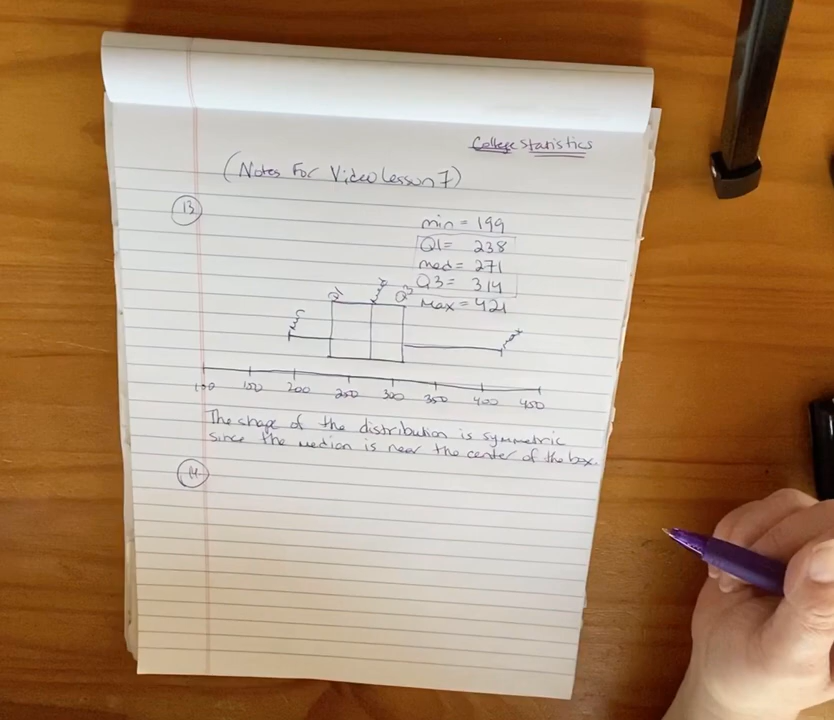 College Statistics
(Notes For Video Lesson 7)
13
min = 199
Q1 = 238
med = 271
Q3 = 314
Max = 421
min
Q1
med
Q3
max
100 150 200 250 300 350 400 450
The shape of the distribution is symmetric
since the median is near the center of the box.
14